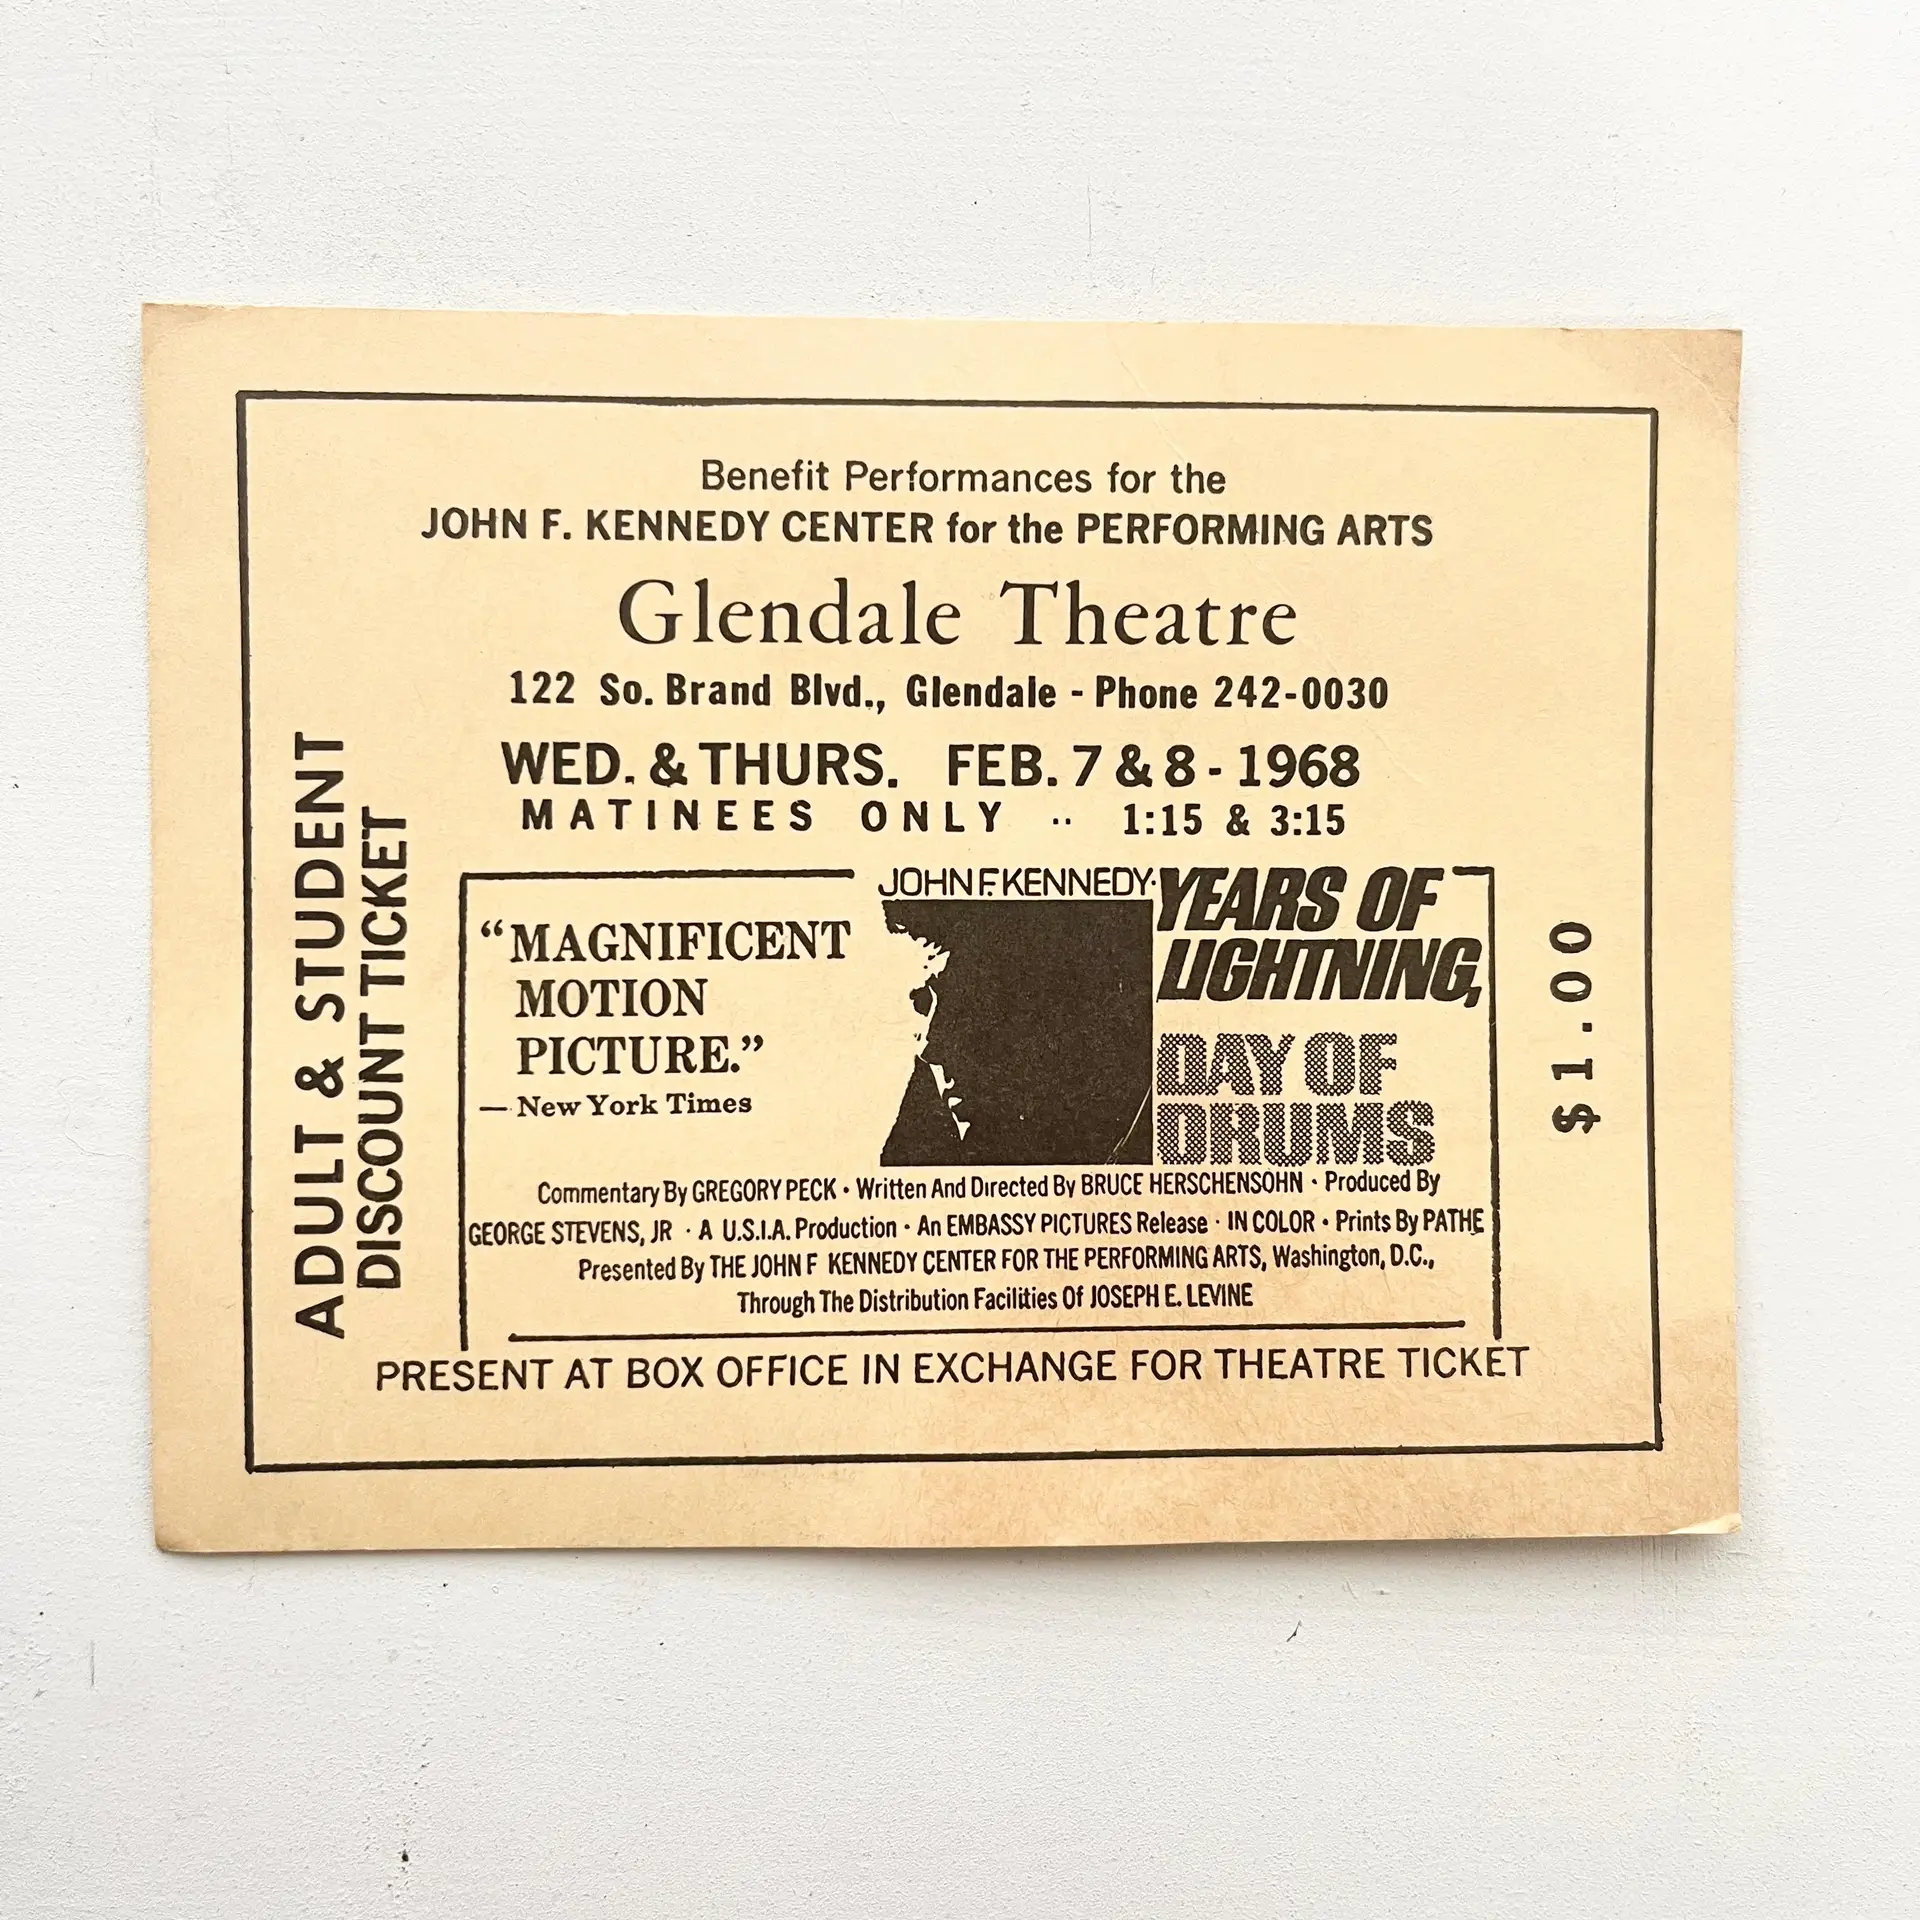 Benefit Performances for the
JOHN F. KENNEDY CENTER for the PERFORMING ARTS
Glendale Theatre
122 So. Brand Blvd., Glendale - Phone 242-0030
WED. & THURS. FEB. 7 & 8 - 1968
MATINEES ONLY .. 1:15 & 3:15
ADULT & STUDENT
DISCOUNT TICKET
"MAGNIFICENT
MOTION
PICTURE."
— New York Times
JOHN F. KENNEDY·
YEARS OF
LIGHTNING,
DAY OF
DRUMS
Commentary By GREGORY PECK · Written And Directed By BRUCE HERSCHENSOHN · Produced By
GEORGE STEVENS, JR · A U.S.I.A. Production · An EMBASSY PICTURES Release · IN COLOR · Prints By PATHE
Presented By THE JOHN F KENNEDY CENTER FOR THE PERFORMING ARTS, Washington, D.C.,
Through The Distribution Facilities Of JOSEPH E. LEVINE
$1.00
PRESENT AT BOX OFFICE IN EXCHANGE FOR THEATRE TICKET